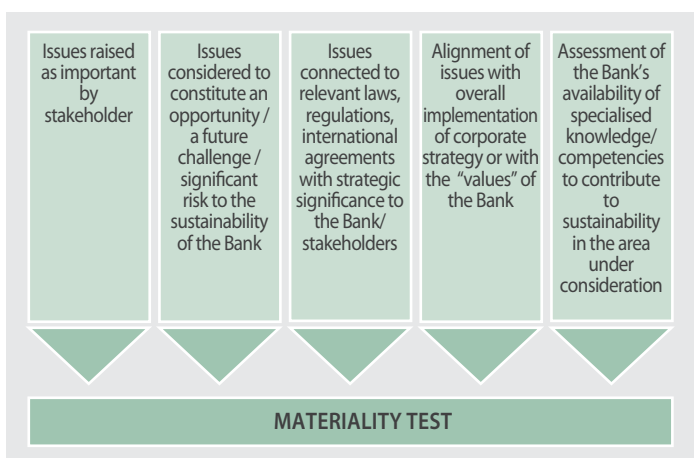 Issues raised
as important
by
stakeholder
Issues
considered to
constitute an
opportunity /
a future
challenge /
significant
risk to the
sustainability
of the Bank
Issues
connected to
relevant laws,
regulations,
international
agreements
with strategic
significance to
the Bank/
stakeholders
Alignment of
issues with
overall
implementation
of corporate
strategy or with
the “values” of
the Bank
Assessment of
the Bank’s
availability of
specialised
knowledge/
competencies
to contribute
to
sustainability
in the area
under
consideration
MATERIALITY TEST